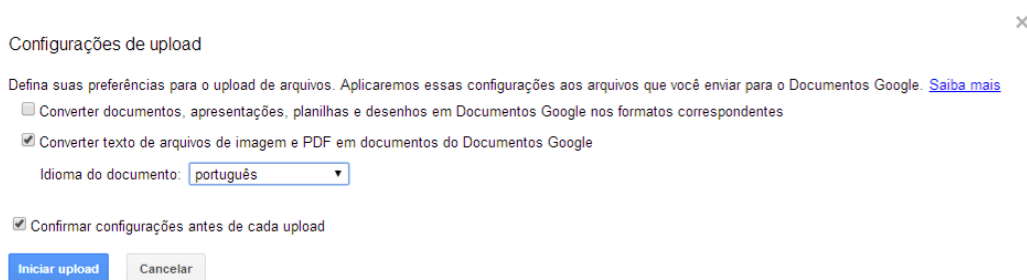 Configurações de upload
Defina suas preferências para o upload de arquivos. Aplicaremos essas configurações aos arquivos que você enviar para o Documentos Google. Saiba mais
Converter documentos, apresentações, planilhas e desenhos em Documentos Google nos formatos correspondentes
Converter texto de arquivos de imagem e PDF em documentos do Documentos Google
Idioma do documento: português
Confirmar configurações antes de cada upload
Iniciar upload Cancelar